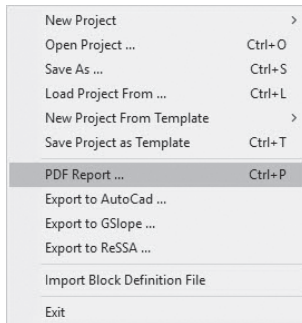 New Project >
Open Project ... Ctrl+O
Save As ... Ctrl+S
Load Project From ... Ctrl+L
New Project From Template >
Save Project as Template Ctrl+T
PDF Report ... Ctrl+P
Export to AutoCad ...
Export to GSlope ...
Export to ReSSA ...
Import Block Definition File
Exit